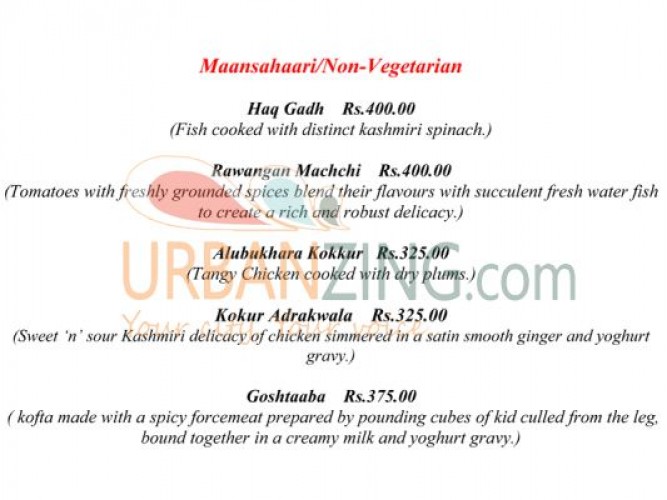 Maansahaari/Non-Vegetarian
Haq Gadh Rs.400.00
(Fish cooked with distinct kashmiri spinach.)
Rawangan Machchi Rs.400.00
(Tomatoes with freshly grounded spices blend their flavours with succulent fresh water fish
to create a rich and robust delicacy.)
Alubukhara Kokkur Rs.325.00
(Tangy Chicken cooked with dry plums.)
URBANZING.com
Your city. Your voice.
Kokur Adrakwala Rs.325.00
(Sweet ‘n’ sour Kashmiri delicacy of chicken simmered in a satin smooth ginger and yoghurt
gravy.)
Goshtaaba Rs.375.00
( kofta made with a spicy forcemeat prepared by pounding cubes of kid culled from the leg,
bound together in a creamy milk and yoghurt gravy.)